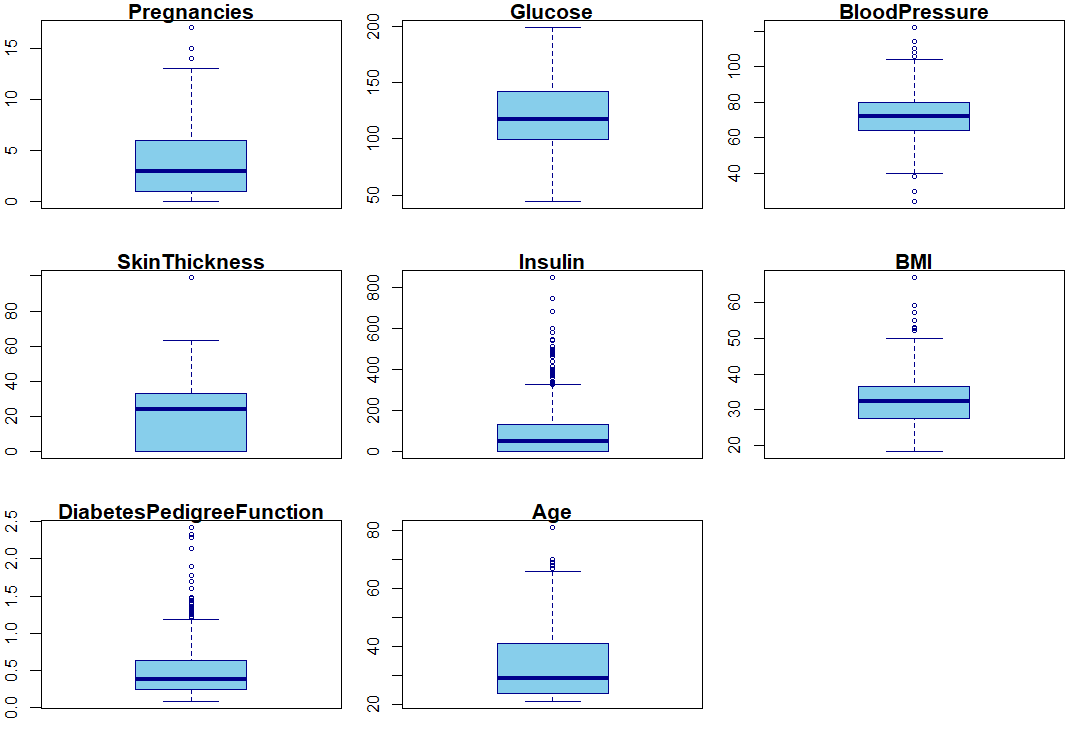 Pregnancies
0 5 10 15
Glucose
50 100 150 200
BloodPressure
40 60 80 100
SkinThickness
0 20 40 60 80
Insulin
0 200 400 600 800
BMI
20 30 40 50 60
DiabetesPedigreeFunction
0.0 0.5 1.0 1.5 2.0 2.5
Age
20 40 60 80